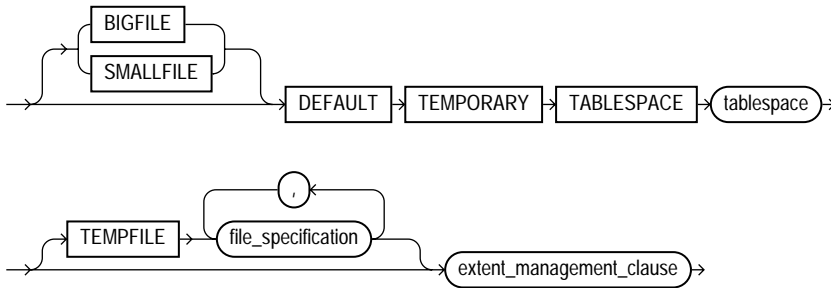 BIGFILE
SMALLFILE
DEFAULT TEMPORARY TABLESPACE tablespace
,
TEMPFILE file_specification
extent_management_clause